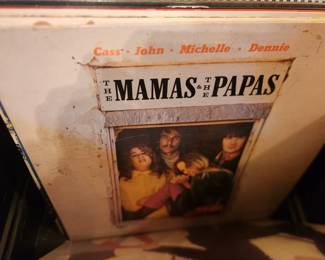 Cass · John · Michelle · Dennie
THE MAMAS & THE PAPAS